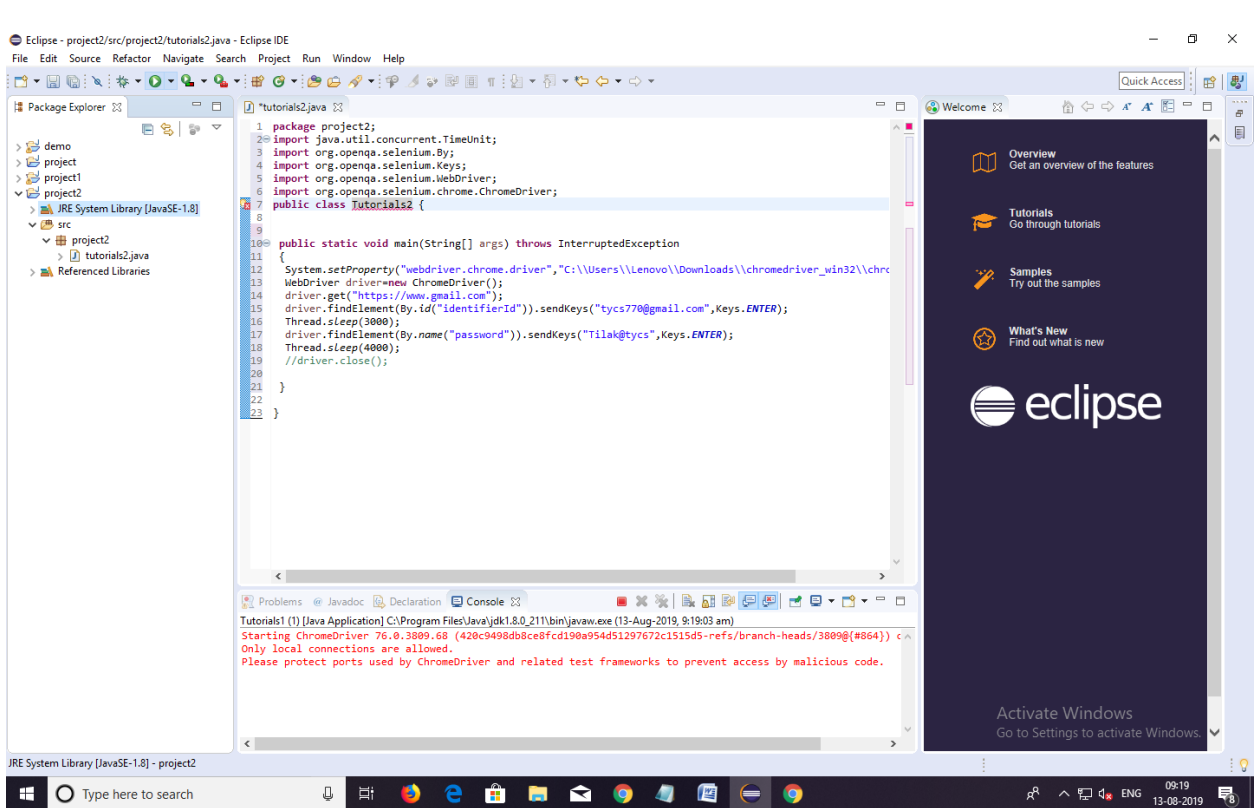 Eclipse - project2/src/project2/tutorials2.java - Eclipse IDE
File Edit Source Refactor Navigate Search Project Run Window Help
Quick Access
Package Explorer
*tutorials2.java
Welcome
demo
project
project1
project2
JRE System Library [JavaSE-1.8]
src
project2
tutorials2.java
Referenced Libraries
1 package project2;
2 import java.util.concurrent.TimeUnit;
3 import org.openqa.selenium.By;
4 import org.openqa.selenium.Keys;
5 import org.openqa.selenium.WebDriver;
6 import org.openqa.selenium.chrome.ChromeDriver;
7 public class Tutorials2 {
8
9
10 public static void main(String[] args) throws InterruptedException
11 {
12 System.setProperty("webdriver.chrome.driver","C:\\Users\\Lenovo\\Downloads\\chromedriver_win32\\chrc
13 WebDriver driver=new ChromeDriver();
14 driver.get("https://www.gmail.com");
15 driver.findElement(By.id("identifierId")).sendKeys("tycs770@gmail.com",Keys.ENTER);
16 Thread.sleep(3000);
17 driver.findElement(By.name("password")).sendKeys("Tilak@tycs",Keys.ENTER);
18 Thread.sleep(4000);
19 //driver.close();
20
21 }
22
23 }
Overview
Get an overview of the features
Tutorials
Go through tutorials
Samples
Try out the samples
What's New
Find out what is new
eclipse
Problems @ Javadoc Declaration Console
Tutorials1 (1) [Java Application] C:\Program Files\Java\jdk1.8.0_211\bin\javaw.exe (13-Aug-2019, 9:19:03 am)
Starting ChromeDriver 76.0.3809.68 (420c9498db8ce8fcd190a954d51297672c1515d5-refs/branch-heads/3809@{#864}) c
Only local connections are allowed.
Please protect ports used by ChromeDriver and related test frameworks to prevent access by malicious code.
Activate Windows
Go to Settings to activate Windows.
JRE System Library [JavaSE-1.8] - project2
Type here to search
ENG
09:19
13-08-2019
8